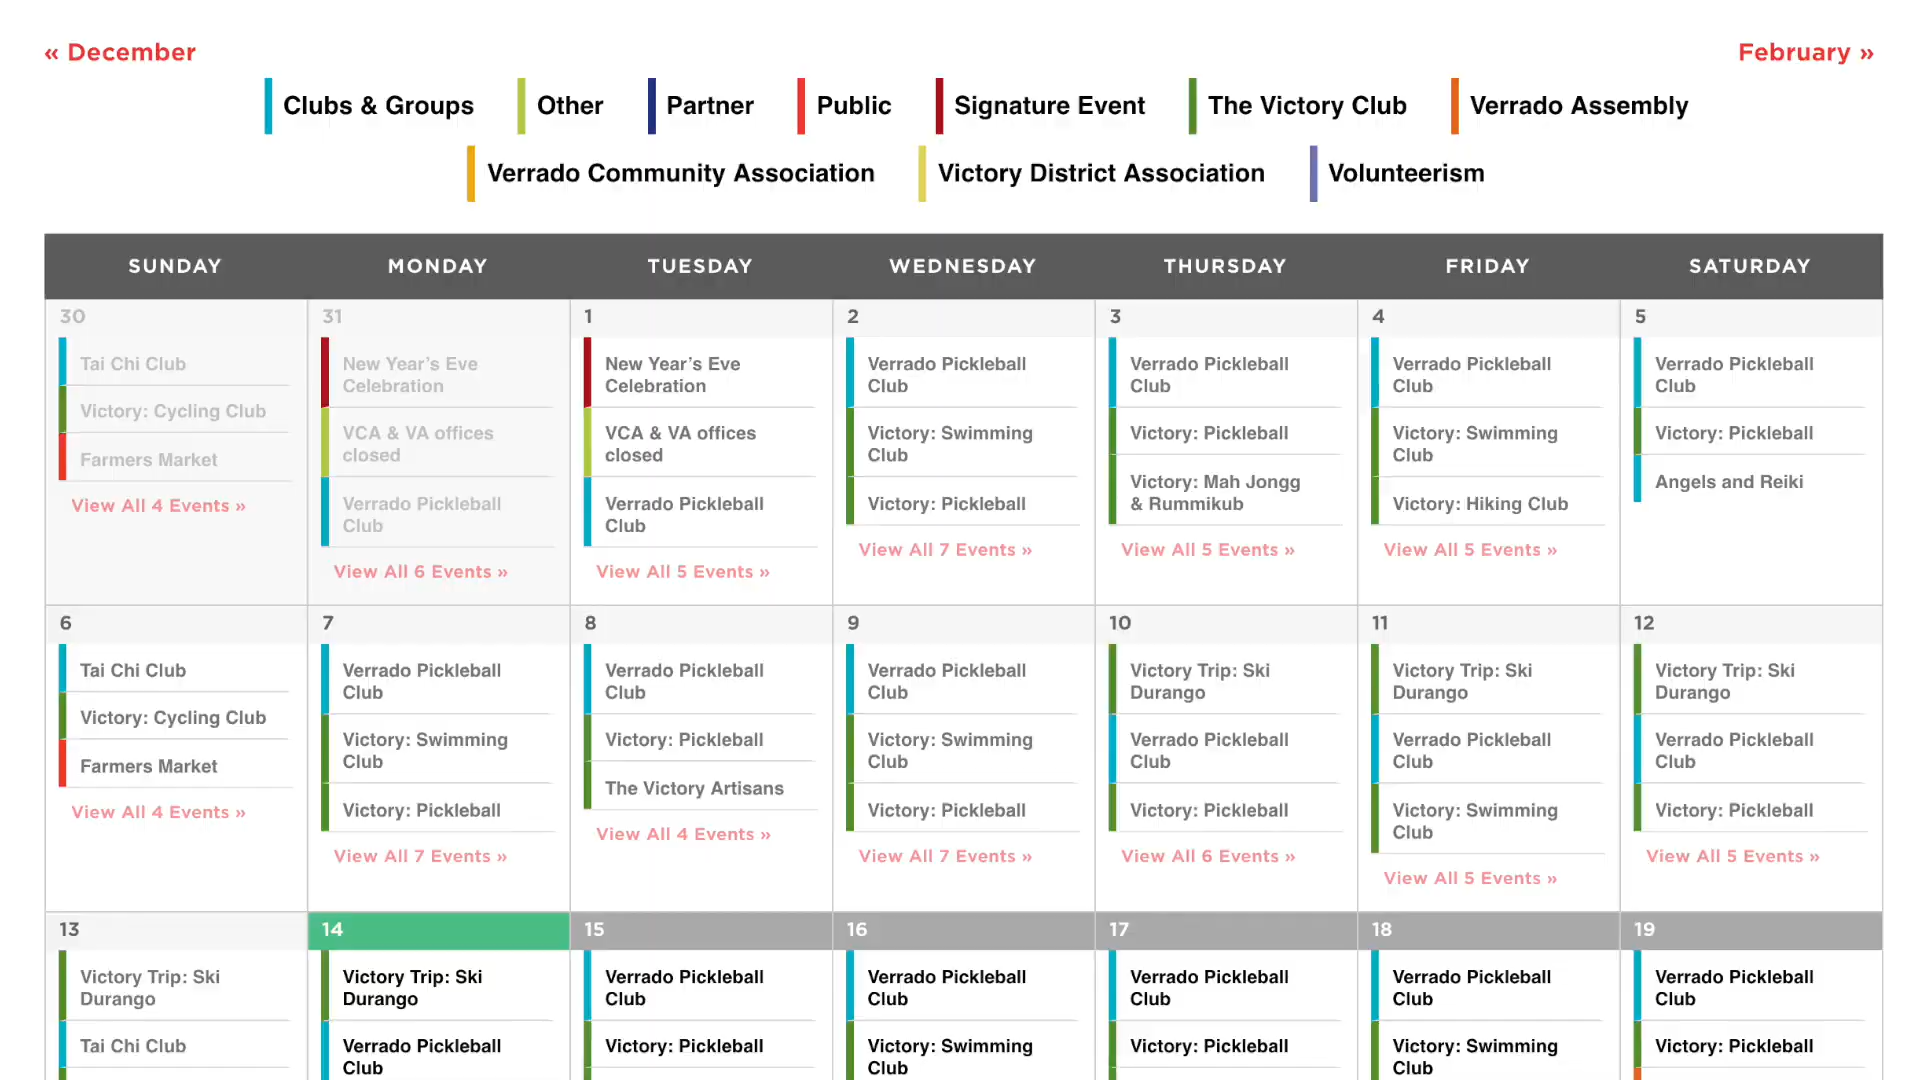 « December
February »
Clubs & Groups
Other
Partner
Public
Signature Event
The Victory Club
Verrado Assembly
Verrado Community Association
Victory District Association
Volunteerism
SUNDAY
MONDAY
TUESDAY
WEDNESDAY
THURSDAY
FRIDAY
SATURDAY
30
Tai Chi Club
Victory: Cycling Club
Farmers Market
View All 4 Events »
31
New Year’s Eve
Celebration
VCA & VA offices
closed
Verrado Pickleball
Club
View All 6 Events »
1
New Year’s Eve
Celebration
VCA & VA offices
closed
Verrado Pickleball
Club
View All 5 Events »
2
Verrado Pickleball
Club
Victory: Swimming
Club
Victory: Pickleball
View All 7 Events »
3
Verrado Pickleball
Club
Victory: Pickleball
Victory: Mah Jongg
& Rummikub
View All 5 Events »
4
Verrado Pickleball
Club
Victory: Swimming
Club
Victory: Hiking Club
View All 5 Events »
5
Verrado Pickleball
Club
Victory: Pickleball
Angels and Reiki
6
Tai Chi Club
Victory: Cycling Club
Farmers Market
View All 4 Events »
7
Verrado Pickleball
Club
Victory: Swimming
Club
Victory: Pickleball
View All 7 Events »
8
Verrado Pickleball
Club
Victory: Pickleball
The Victory Artisans
View All 4 Events »
9
Verrado Pickleball
Club
Victory: Swimming
Club
Victory: Pickleball
View All 7 Events »
10
Victory Trip: Ski
Durango
Verrado Pickleball
Club
Victory: Pickleball
View All 6 Events »
11
Victory Trip: Ski
Durango
Verrado Pickleball
Club
Victory: Swimming
Club
View All 5 Events »
12
Victory Trip: Ski
Durango
Verrado Pickleball
Club
Victory: Pickleball
View All 5 Events »
13
Victory Trip: Ski
Durango
Tai Chi Club
14
Victory Trip: Ski
Durango
Verrado Pickleball
Club
15
Verrado Pickleball
Club
Victory: Pickleball
16
Verrado Pickleball
Club
Victory: Swimming
Club
17
Verrado Pickleball
Club
Victory: Pickleball
18
Verrado Pickleball
Club
Victory: Swimming
Club
19
Verrado Pickleball
Club
Victory: Pickleball